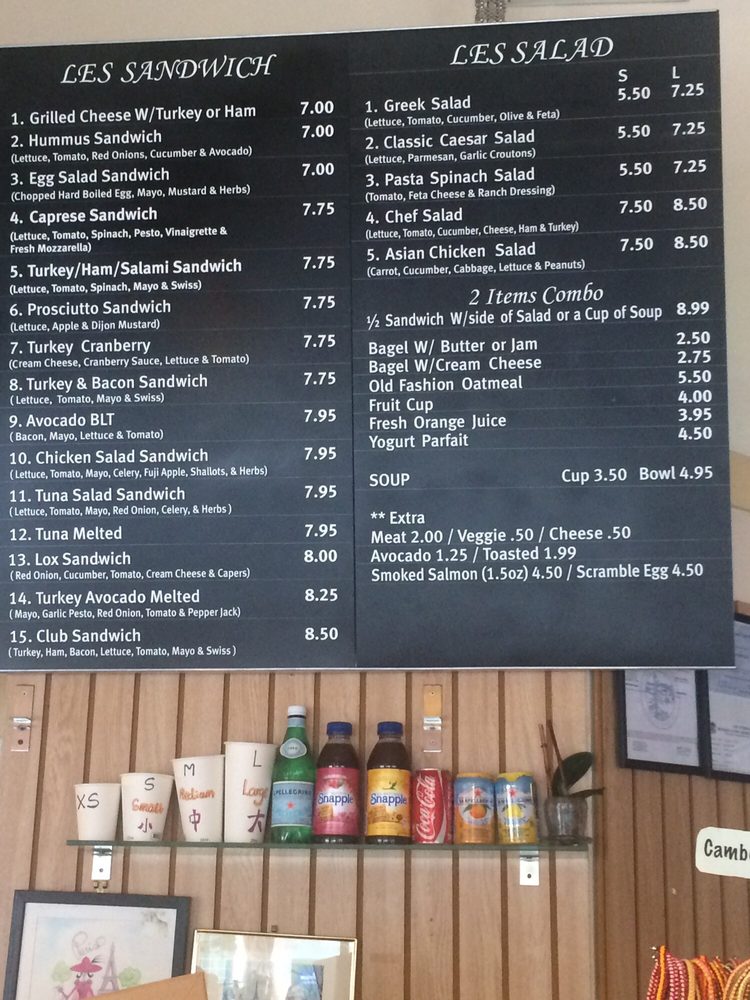 LES SANDWICH
1. Grilled Cheese W/Turkey or Ham 7.00
2. Hummus Sandwich 7.00
(Lettuce, Tomato, Red Onions, Cucumber & Avocado)
3. Egg Salad Sandwich 7.00
(Chopped Hard Boiled Egg, Mayo, Mustard & Herbs)
4. Caprese Sandwich 7.75
(Lettuce, Tomato, Spinach, Pesto, Vinaigrette &
Fresh Mozzarella)
5. Turkey/Ham/Salami Sandwich 7.75
(Lettuce, Tomato, Spinach, Mayo & Swiss)
6. Prosciutto Sandwich 7.75
(Lettuce, Apple & Dijon Mustard)
7. Turkey Cranberry 7.75
(Cream Cheese, Cranberry Sauce, Lettuce & Tomato)
8. Turkey & Bacon Sandwich 7.75
( Lettuce, Tomato, Mayo & Swiss)
9. Avocado BLT 7.95
( Bacon, Mayo, Lettuce & Tomato)
10. Chicken Salad Sandwich 7.95
( Lettuce, Tomato, Mayo, Celery, Fuji Apple, Shallots, & Herbs)
11. Tuna Salad Sandwich 7.95
( Lettuce, Tomato, Mayo, Red Onion, Celery, & Herbs )
12. Tuna Melted 7.95
13. Lox Sandwich 8.00
( Red Onion, Cucumber, Tomato, Cream Cheese & Capers)
14. Turkey Avocado Melted 8.25
( Mayo, Garlic Pesto, Red Onion, Tomato & Pepper Jack)
15. Club Sandwich 8.50
( Turkey, Ham, Bacon, Lettuce, Tomato, Mayo & Swiss )
LES SALAD
S L
1. Greek Salad 5.50 7.25
(Lettuce, Tomato, Cucumber, Olive & Feta)
2. Classic Caesar Salad 5.50 7.25
(Lettuce, Parmesan, Garlic Croutons)
3. Pasta Spinach Salad 5.50 7.25
(Tomato, Feta Cheese & Ranch Dressing)
4. Chef Salad 7.50 8.50
(Lettuce, Tomato, Cucumber, Cheese, Ham & Turkey)
5. Asian Chicken Salad 7.50 8.50
(Carrot, Cucumber, Cabbage, Lettuce & Peanuts)
2 Items Combo
½ Sandwich W/side of Salad or a Cup of Soup 8.99
Bagel W/ Butter or Jam 2.50
Bagel W/Cream Cheese 2.75
Old Fashion Oatmeal 5.50
Fruit Cup 4.00
Fresh Orange Juice 3.95
Yogurt Parfait 4.50
SOUP Cup 3.50 Bowl 4.95
** Extra
Meat 2.00 / Veggie .50 / Cheese .50
Avocado 1.25 / Toasted 1.99
Smoked Salmon (1.5oz) 4.50 / Scramble Egg 4.50
XS
S
Small
小
M
Medium
中
L
Large
大
S.PELLEGRINO
Snapple
Snapple
Coca-Cola
S.PELLEGRINO
Camb
Paris